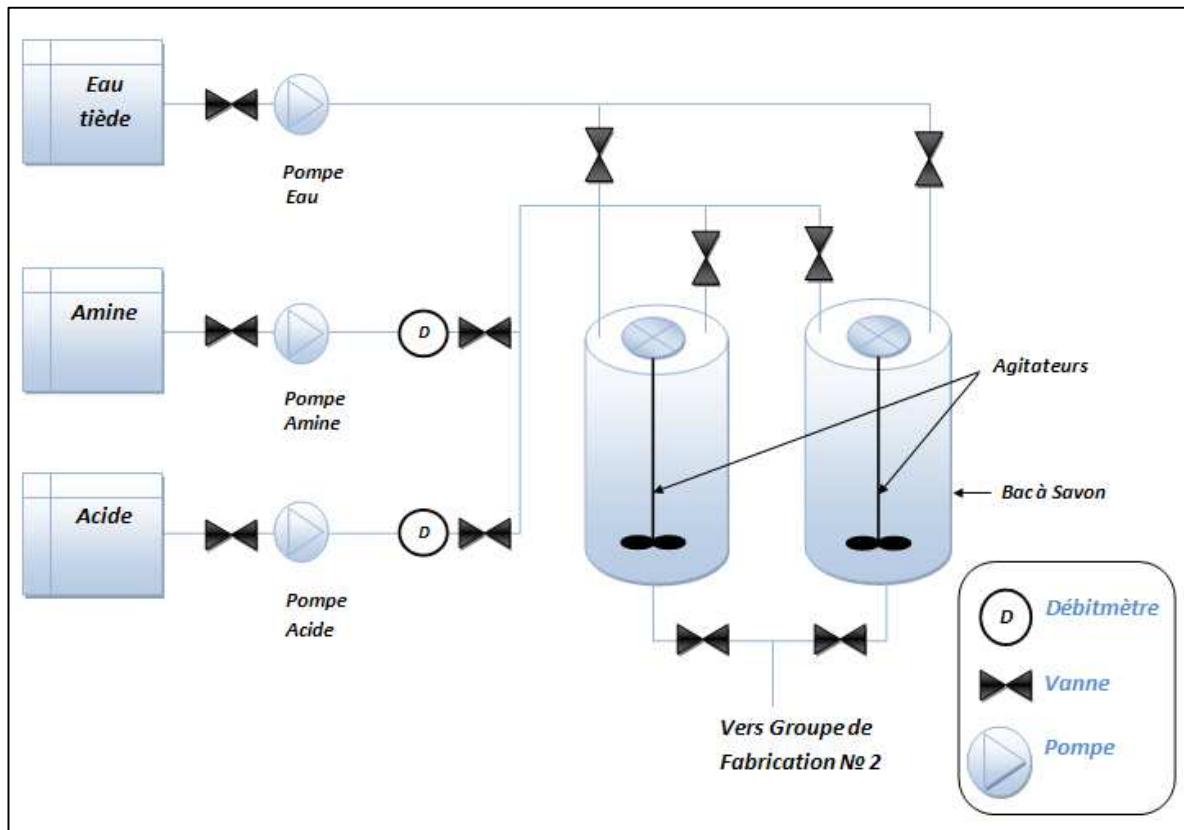 Eau
tiède
Pompe
Eau
Amine
D
Pompe
Amine
Acide
D
Pompe
Acide
Agitateurs
Bac à Savon
Vers Groupe de
Fabrication № 2
D
Débitmètre
Vanne
Pompe